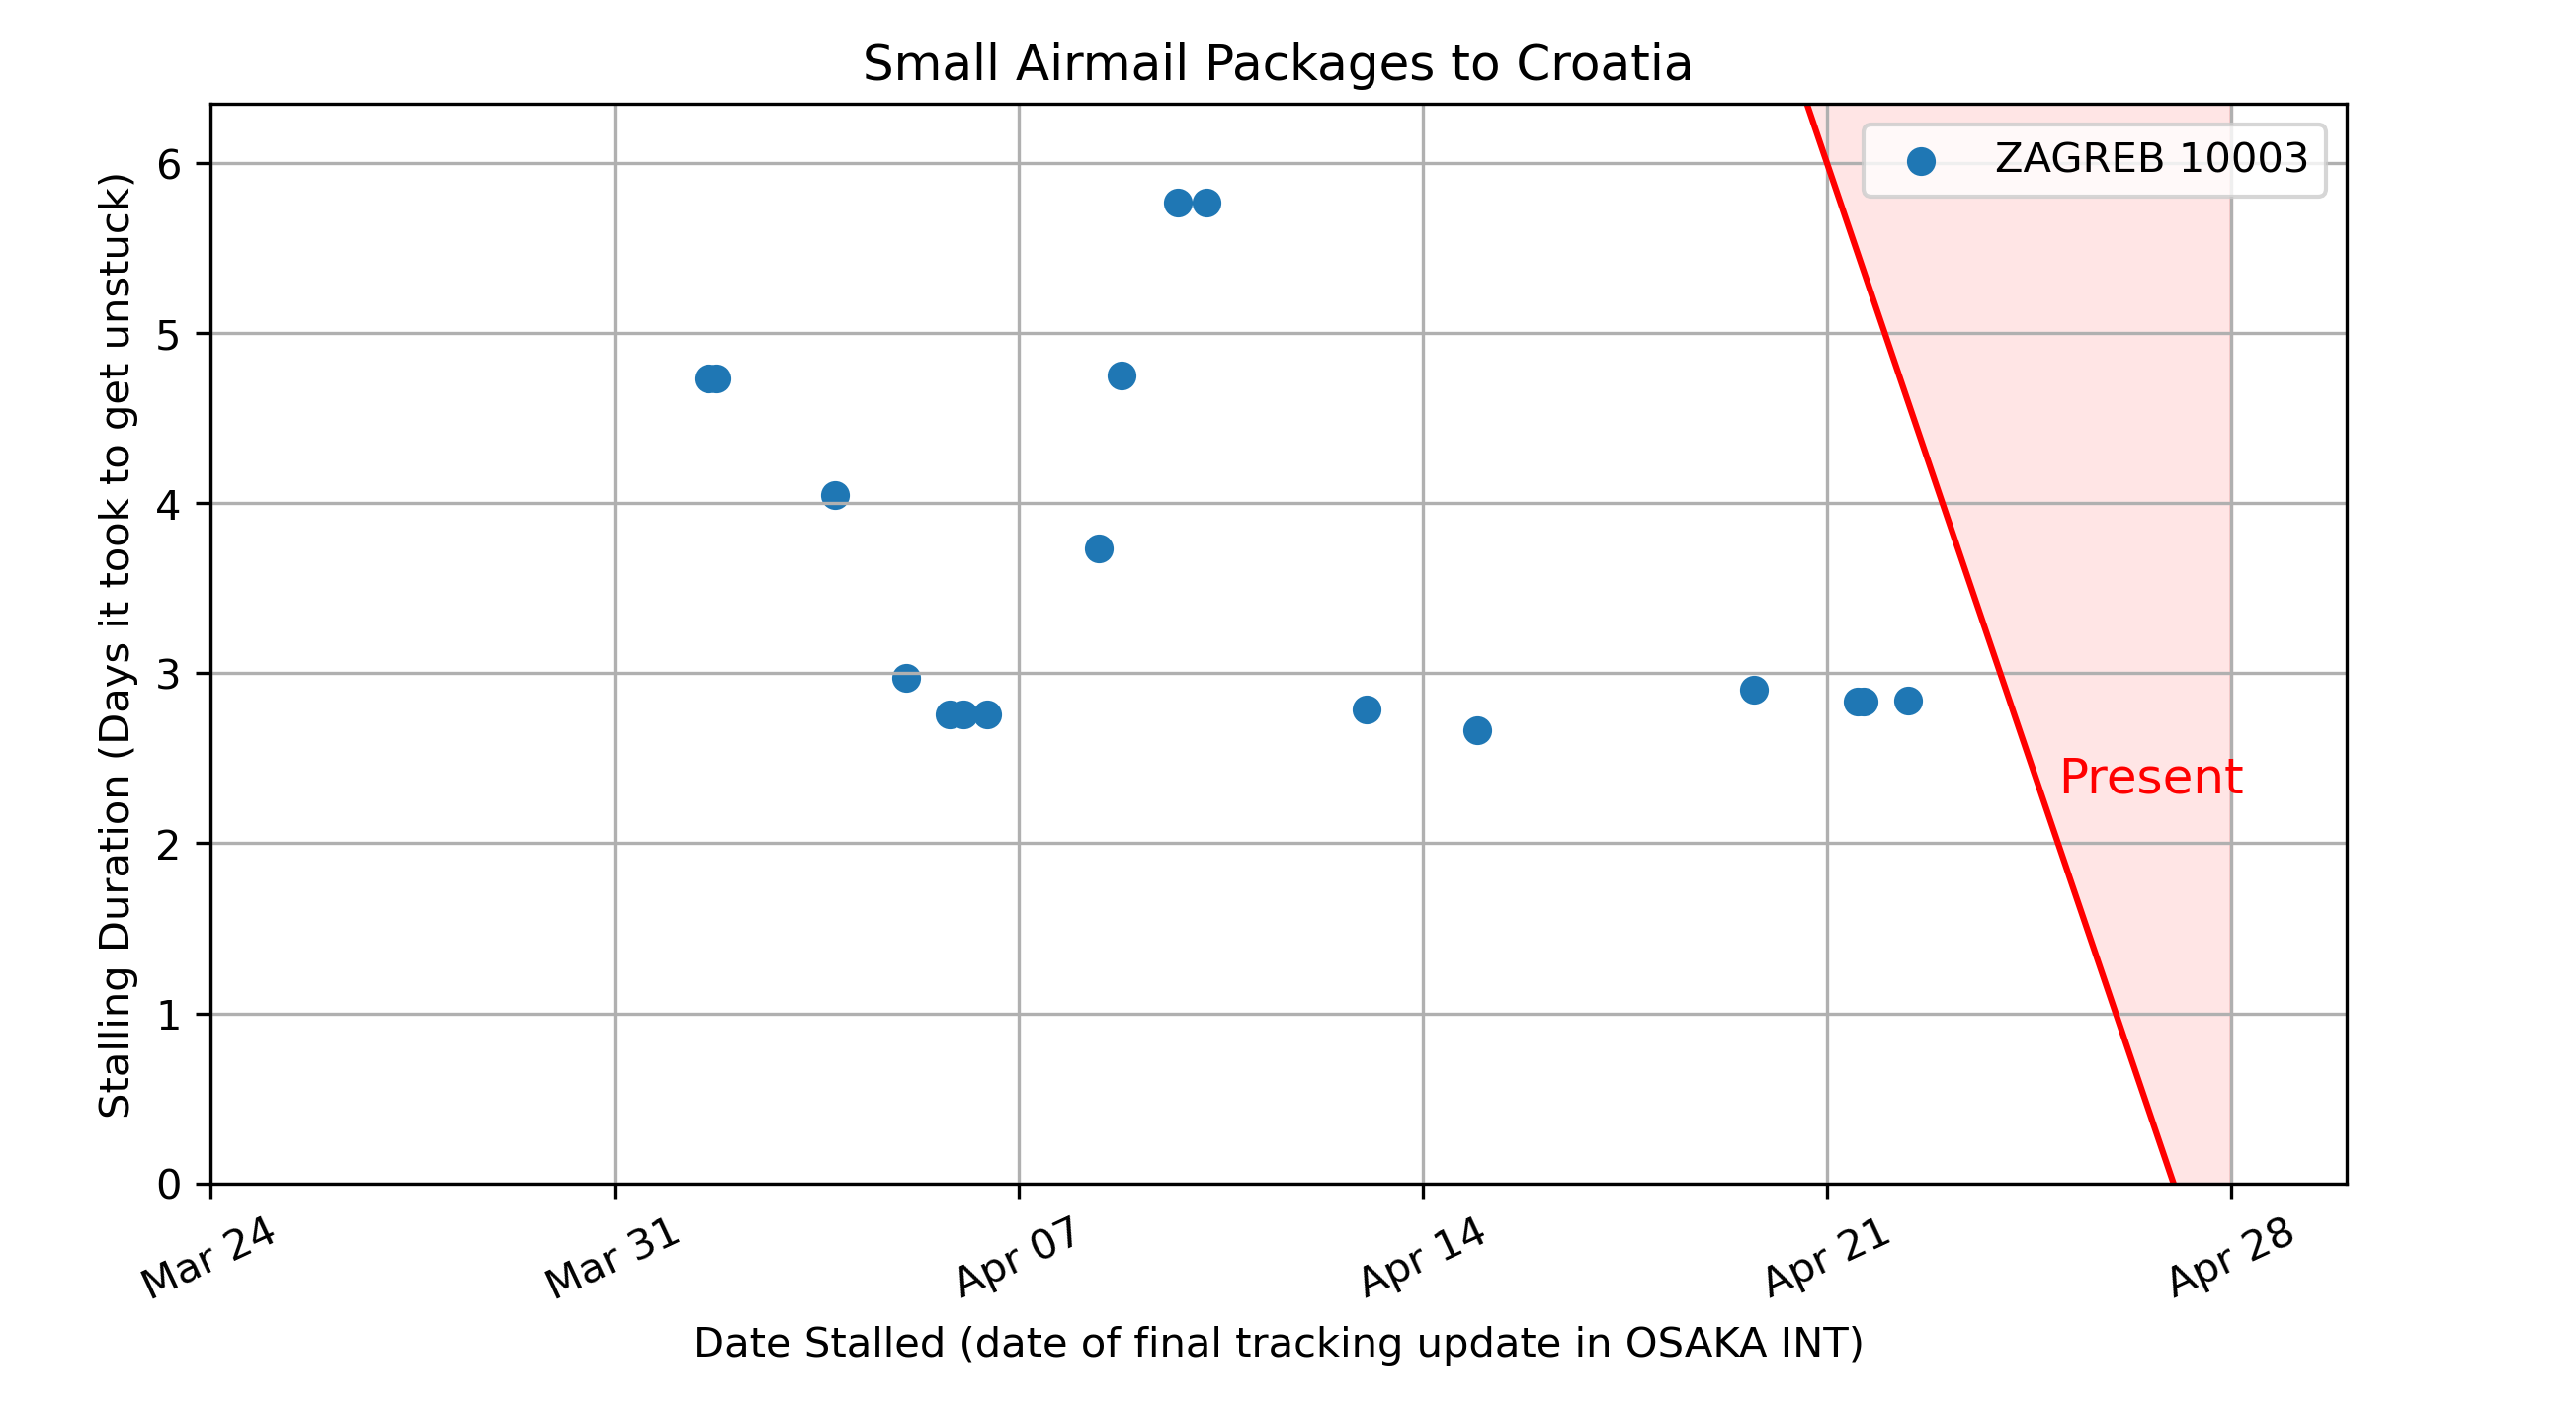 Small Airmail Packages to Croatia
ZAGREB 10003
Stalling Duration (Days it took to get unstuck)
6
5
4
3
2
1
0
Present
Mar 24
Mar 31
Apr 07
Apr 14
Apr 21
Apr 28
Date Stalled (date of final tracking update in OSAKA INT)